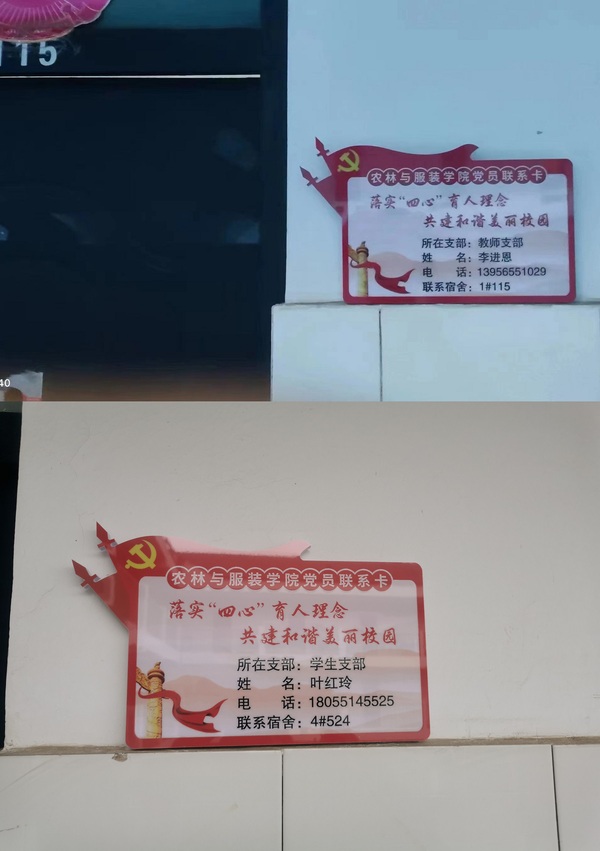 115
农林与服装学院党员联系卡
落实“四心”育人理念
共建和谐美丽校园
所在支部：教师支部
姓 名：李进恩
电 话：13956551029
联系宿舍：1#115
40
农林与服装学院党员联系卡
落实“四心”育人理念
共建和谐美丽校园
所在支部：学生支部
姓 名：叶红玲
电 话：18055145525
联系宿舍：4#524